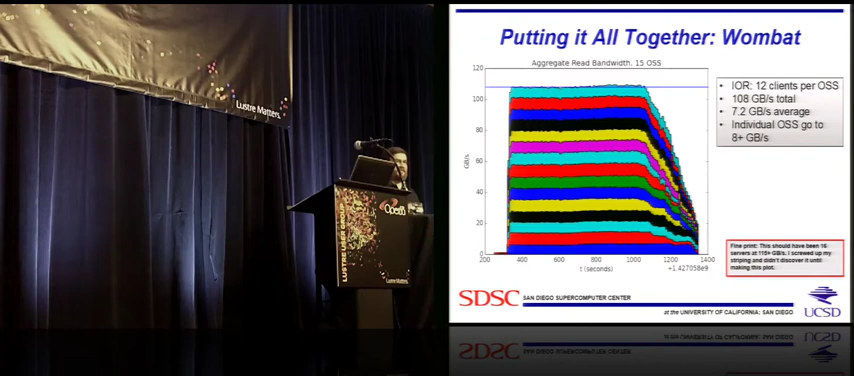 Lustre Matters.
LUSTRE USER GROUP
OpenSFS
Lustre Matters.
Putting it All Together: Wombat
Aggregate Read Bandwidth, 15 OSS
GB/s
120
100
80
60
40
20
0
200 400 600 800 1000 1200 1400
t (seconds)
+1.427058e9
• IOR: 12 clients per OSS
• 108 GB/s total
• 7.2 GB/s average
• Individual OSS go to
8+ GB/s
Fine print: This should have been 16
servers at 115+ GB/s. I screwed up my
striping and didn't discover it until
making this plot.
SDSC SAN DIEGO SUPERCOMPUTER CENTER
at the UNIVERSITY OF CALIFORNIA; SAN DIEGO
UCSD